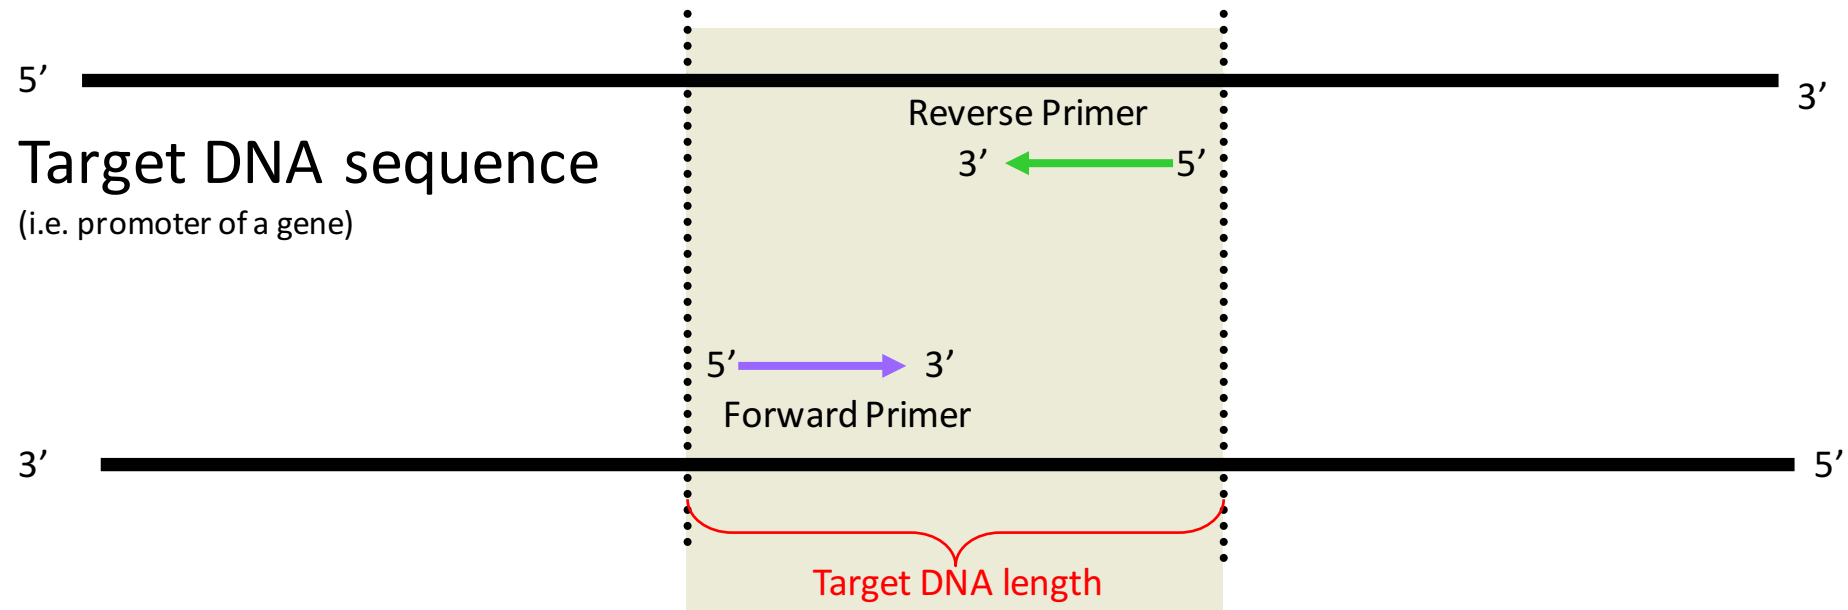 5’
3’
Reverse Primer
Target DNA sequence
3’ 5’
(i.e. promoter of a gene)
5’ 3’
Forward Primer
3’ 5’
Target DNA length